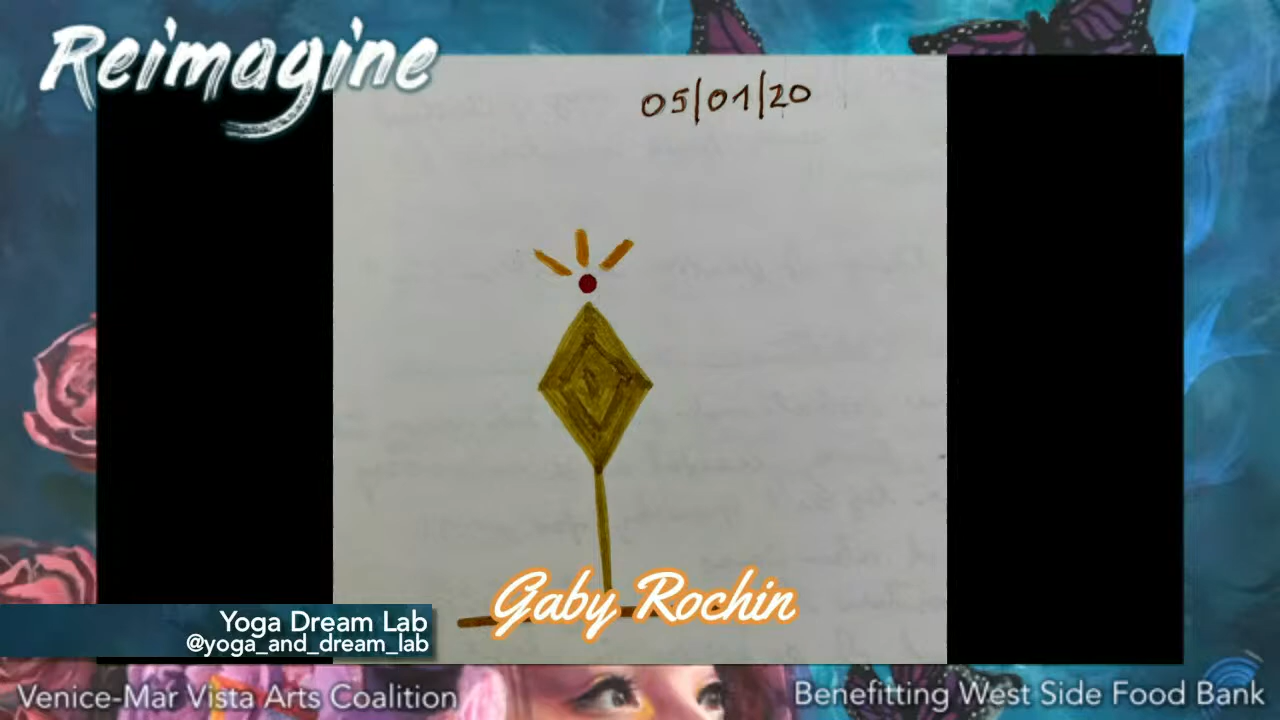 Reimagine
05/01/20
Gaby Rochin
Yoga Dream Lab
@yoga_and_dream_lab
Venice-Mar Vista Arts Coalition
Benefitting West Side Food Bank